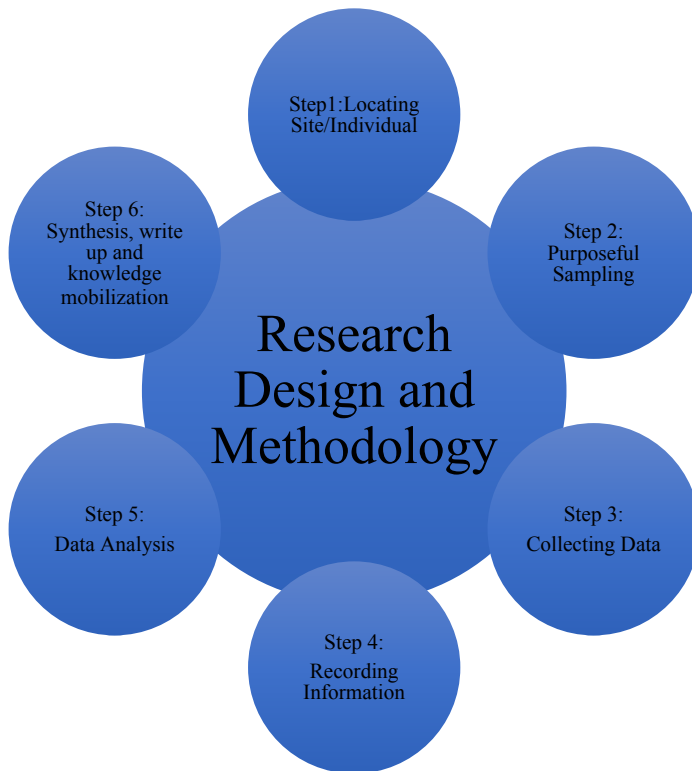 Step1:Locating
Site/Individual
Step 2:
Purposeful
Sampling
Step 3:
Collecting Data
Step 4:
Recording
Information
Step 5:
Data Analysis
Step 6:
Synthesis, write
up and
knowledge
mobilization
Research
Design and
Methodology